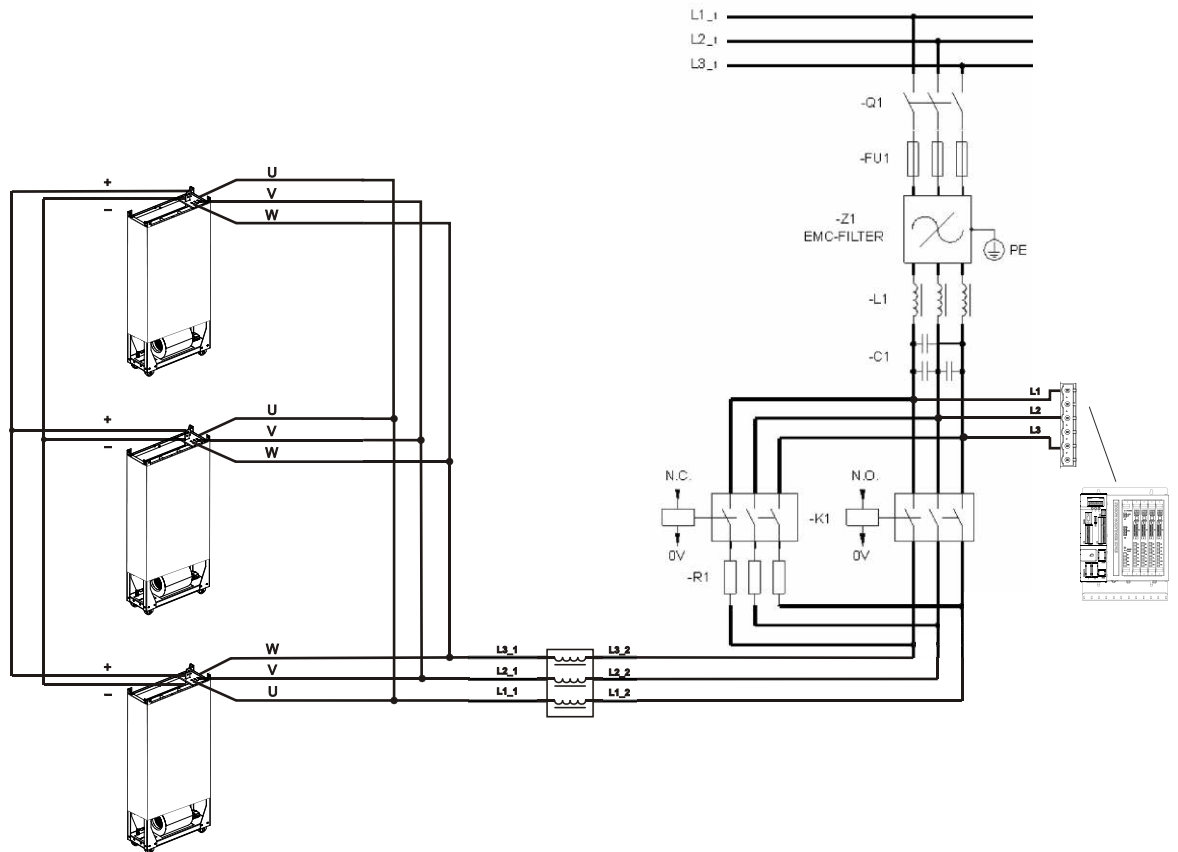 L1_1
L2_1
L3_1
-Q1
-FU1
-Z1
EMC-FILTER
PE
-L1
-C1
L1
L2
L3
N.C.
N.O.
-K1
0V
0V
-R1
+
–
U
V
W
+
–
U
V
W
+
–
W
V
U
L3_1
L3_2
L2_1
L2_2
L1_1
L1_2